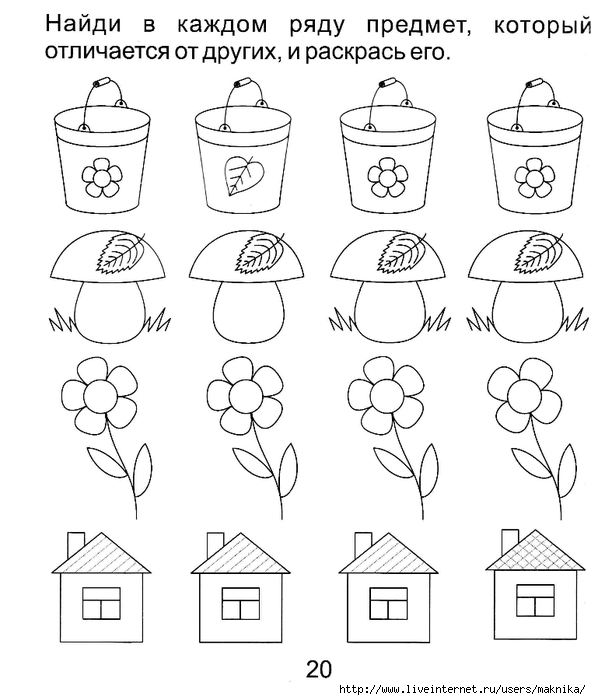 Найди в каждом ряду предмет, который
отличается от других, и раскрась его.
20
http://www.liveinternet.ru/users/maknika/